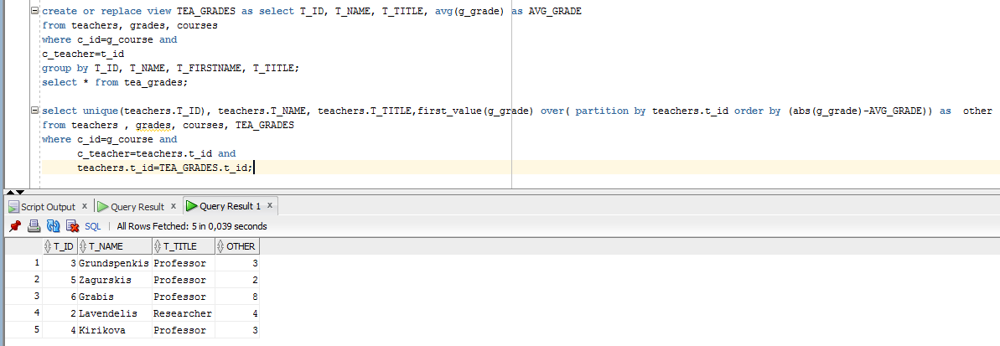 create or replace view TEA_GRADES as select T_ID, T_NAME, T_TITLE, avg(g_grade) as AVG_GRADE
from teachers, grades, courses
where c_id=g_course and
c_teacher=t_id
group by T_ID, T_NAME, T_FIRSTNAME, T_TITLE;
select * from tea_grades;
select unique(teachers.T_ID), teachers.T_NAME, teachers.T_TITLE,first_value(g_grade) over( partition by teachers.t_id order by (abs(g_grade)-AVG_GRADE)) as  other
from teachers , grades, courses, TEA_GRADES
where c_id=g_course and
c_teacher=teachers.t_id and
teachers.t_id=TEA_GRADES.t_id;
Script Output x Query Result x Query Result 1 x
SQL | All Rows Fetched: 5 in 0,039 seconds
T_ID T_NAME T_TITLE OTHER
1 3 Grundspenkis Professor 3
2 5 Zagurskis Professor 2
3 6 Grabis Professor 8
4 2 Lavendelis Researcher 4
5 4 Kirikova Professor 3